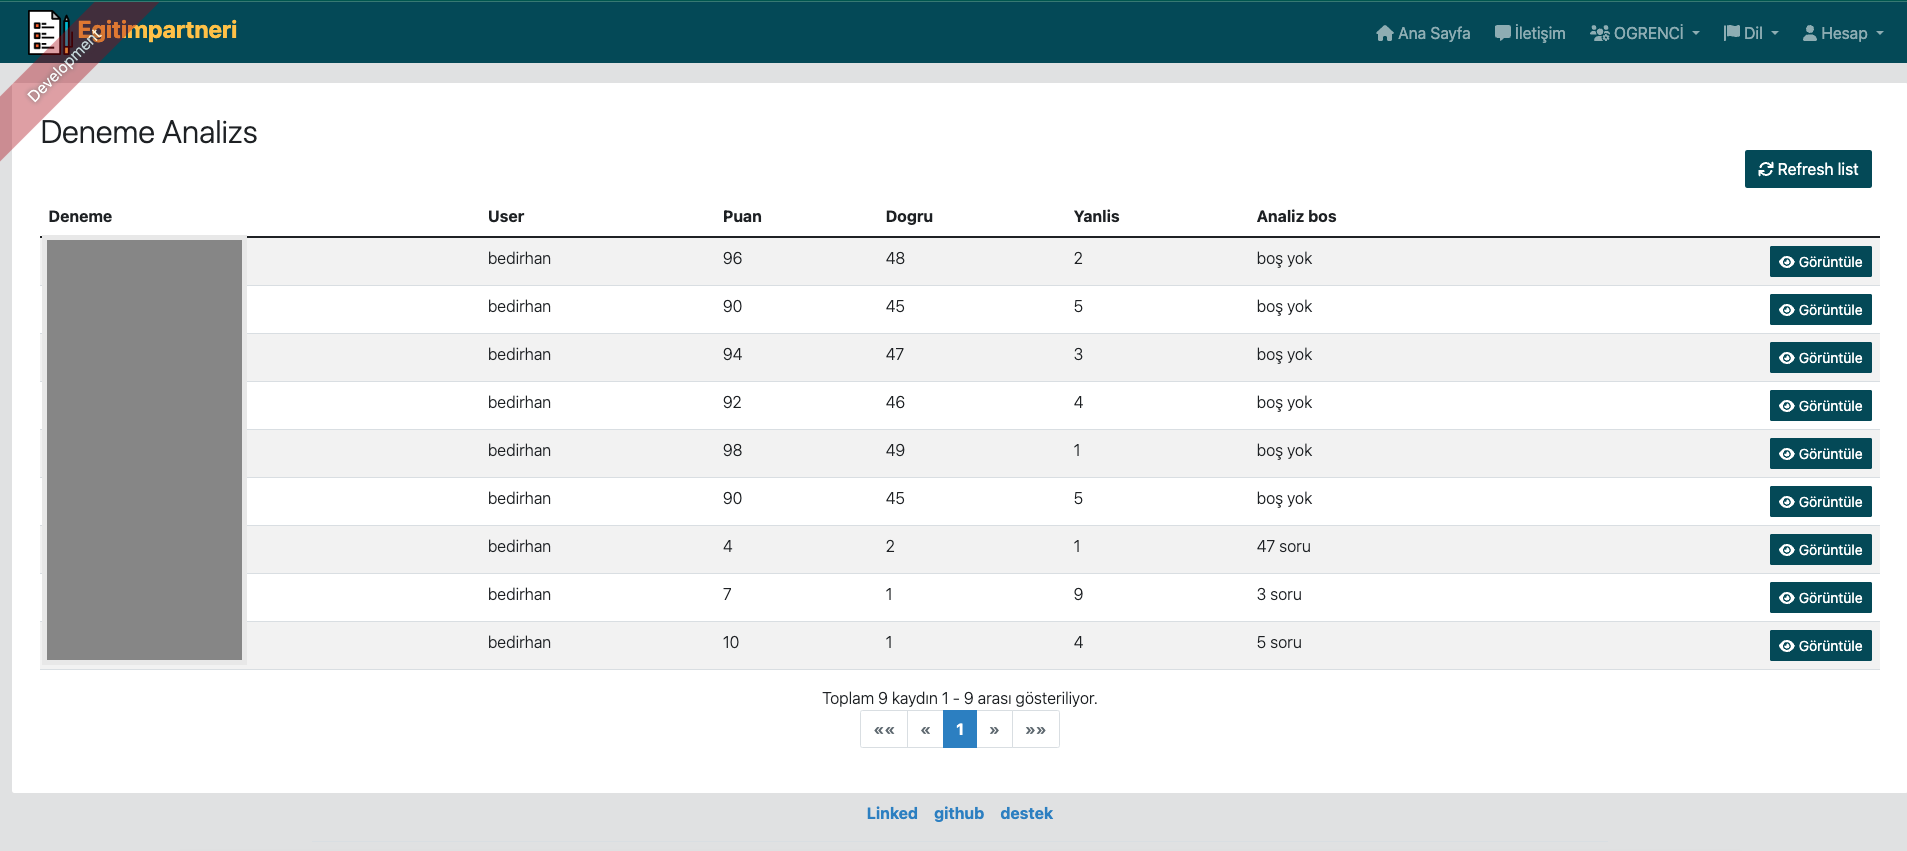 Egitimpartneri
Ana Sayfa İletişim OGRENCİ Dil Hesap
Development
Deneme Analizs
Refresh list
Deneme User Puan Dogru Yanlis Analiz bos
bedirhan 96 48 2 boş yok Görüntüle
bedirhan 90 45 5 boş yok Görüntüle
bedirhan 94 47 3 boş yok Görüntüle
bedirhan 92 46 4 boş yok Görüntüle
bedirhan 98 49 1 boş yok Görüntüle
bedirhan 90 45 5 boş yok Görüntüle
bedirhan 4 2 1 47 soru Görüntüle
bedirhan 7 1 9 3 soru Görüntüle
bedirhan 10 1 4 5 soru Görüntüle
Toplam 9 kaydın 1 - 9 arası gösteriliyor.
«« « 1 » »»
Linked github destek